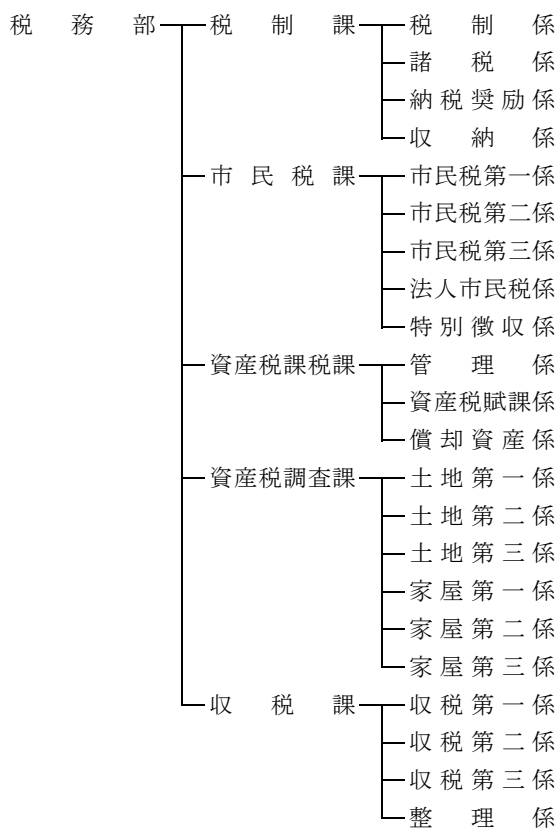 税務部 税制課 税制係
諸税係
納税奨励係
収納係
市民税課 市民税第一係
市民税第二係
市民税第三係
法人市民税係
特別徴収係
資産税課税課 管理係
資産税賦課係
償却資産係
資産税調査課 土地第一係
土地第二係
土地第三係
家屋第一係
家屋第二係
家屋第三係
収税課 収税第一係
収税第二係
収税第三係
整理係